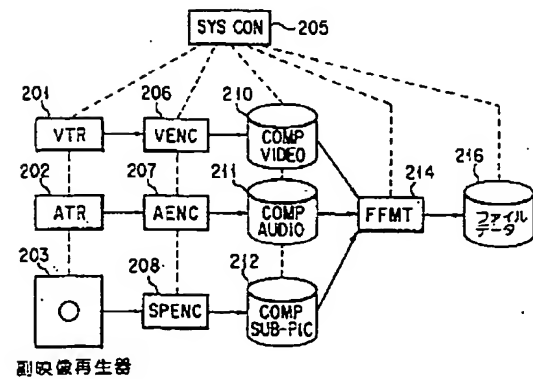 SYS CON
205
201
206
210
VTR
VENC
COMP
VIDEO
202
207
211
214
216
ATR
AENC
COMP
AUDIO
FFMT
ファイル
データ
203
208
212
SPENC
COMP
SUB-PIC
副映像再生器